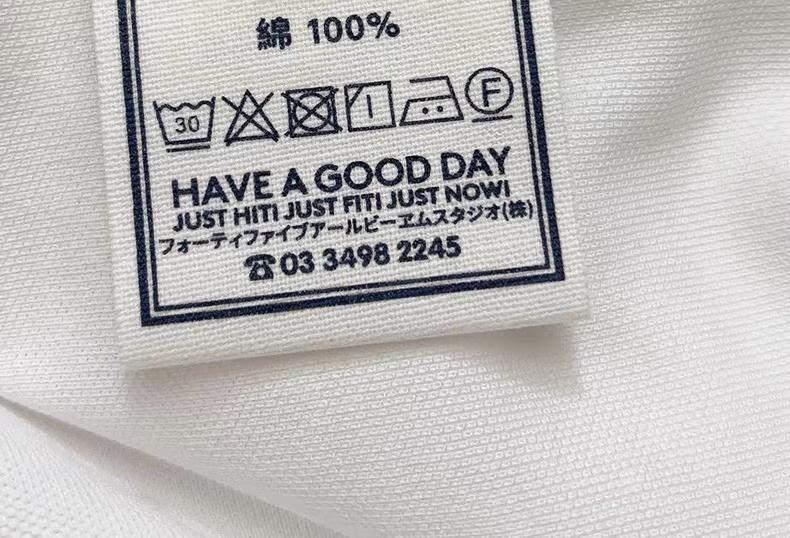 綿 100%
30 F
HAVE A GOOD DAY
JUST HIT! JUST FIT! JUST NOW!
フォーティファイブアールピーエムスタジオ(株)
☎03 3498 2245